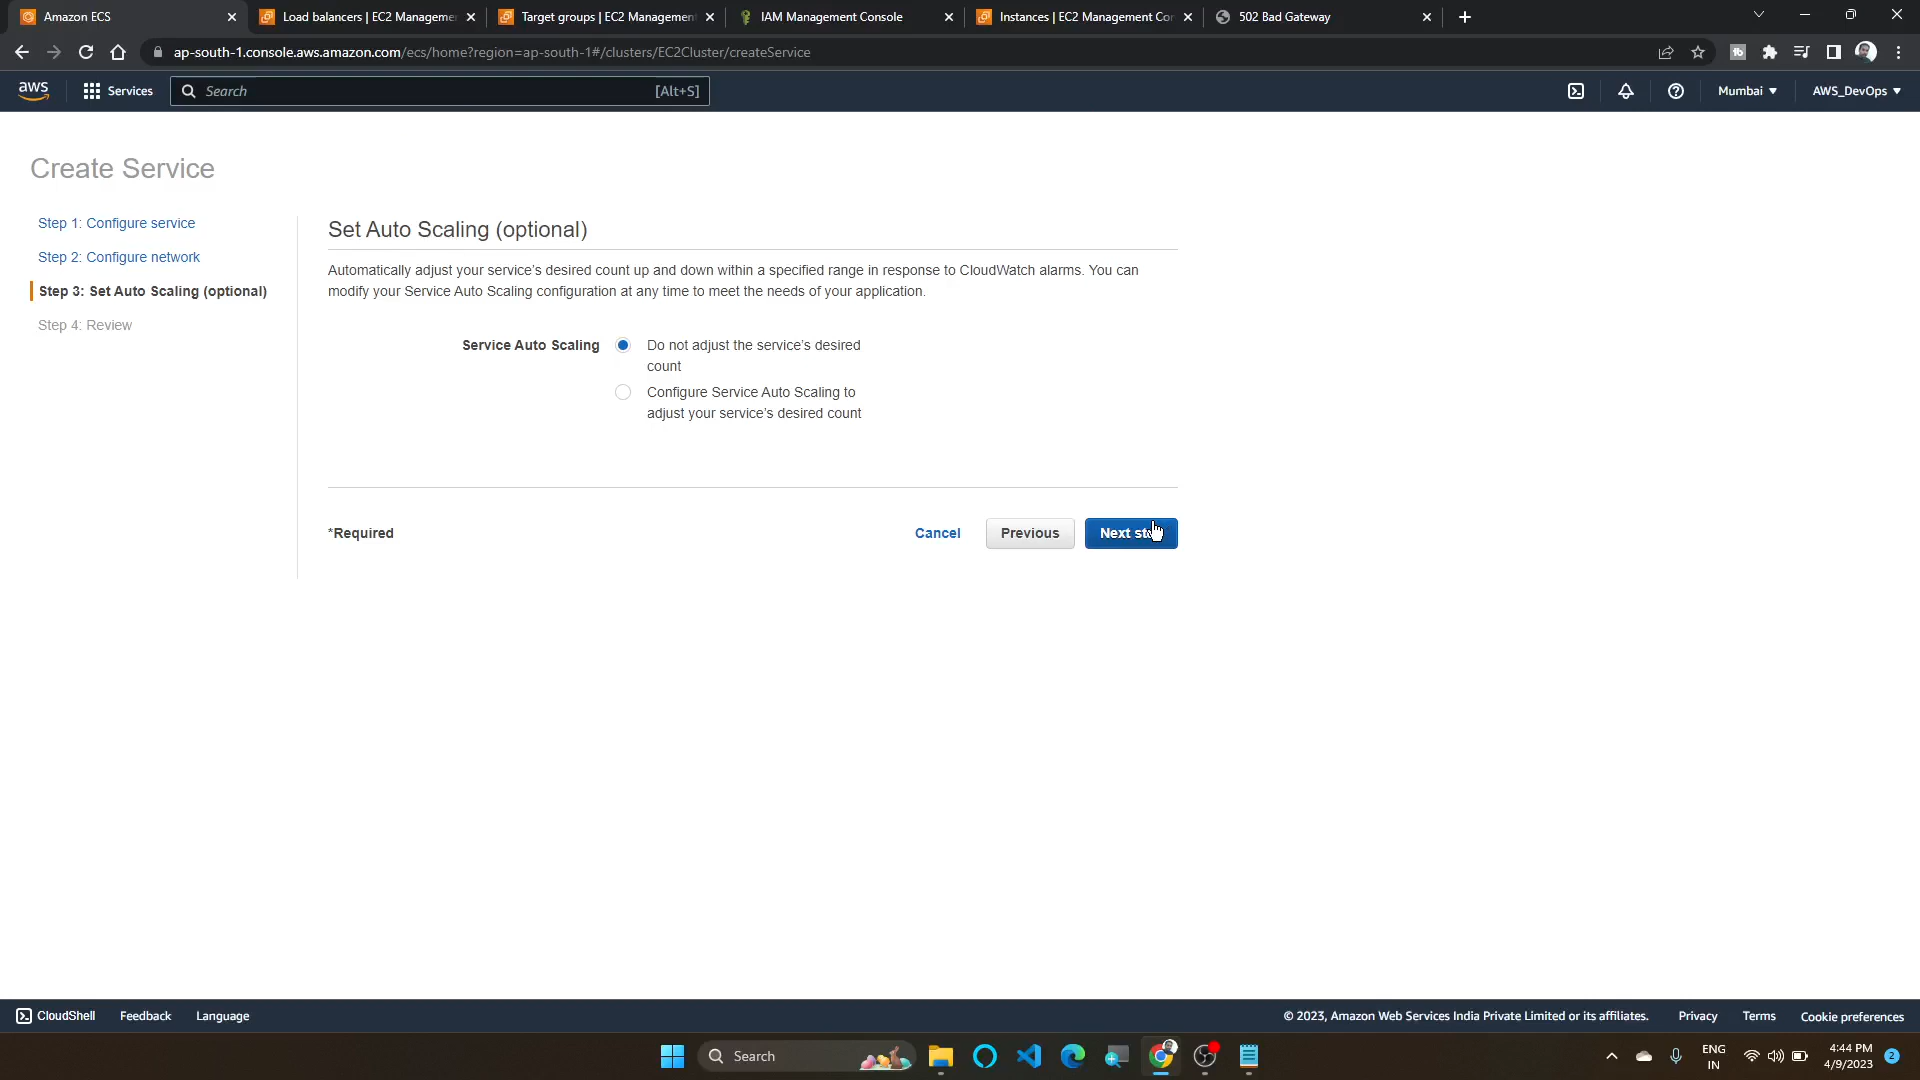 Amazon ECS
Load balancers | EC2 Manageme
Target groups | EC2 Management
IAM Management Console
Instances | EC2 Management Cor
502 Bad Gateway
ap-south-1.console.aws.amazon.com/ecs/home?region=ap-south-1#/clusters/EC2Cluster/createService
aws
Services
Search
[Alt+S]
Mumbai
AWS_DevOps
Create Service
Step 1: Configure service
Step 2: Configure network
Step 3: Set Auto Scaling (optional)
Step 4: Review
Set Auto Scaling (optional)
Automatically adjust your service's desired count up and down within a specified range in response to CloudWatch alarms. You can
modify your Service Auto Scaling configuration at any time to meet the needs of your application.
Service Auto Scaling
Do not adjust the service's desired
count
Configure Service Auto Scaling to
adjust your service's desired count
*Required
Cancel
Previous
Next st
CloudShell
Feedback
Language
© 2023, Amazon Web Services India Private Limited or its affiliates.
Privacy
Terms
Cookie preferences
Search
ENG
IN
4:44 PM
4/9/2023
2